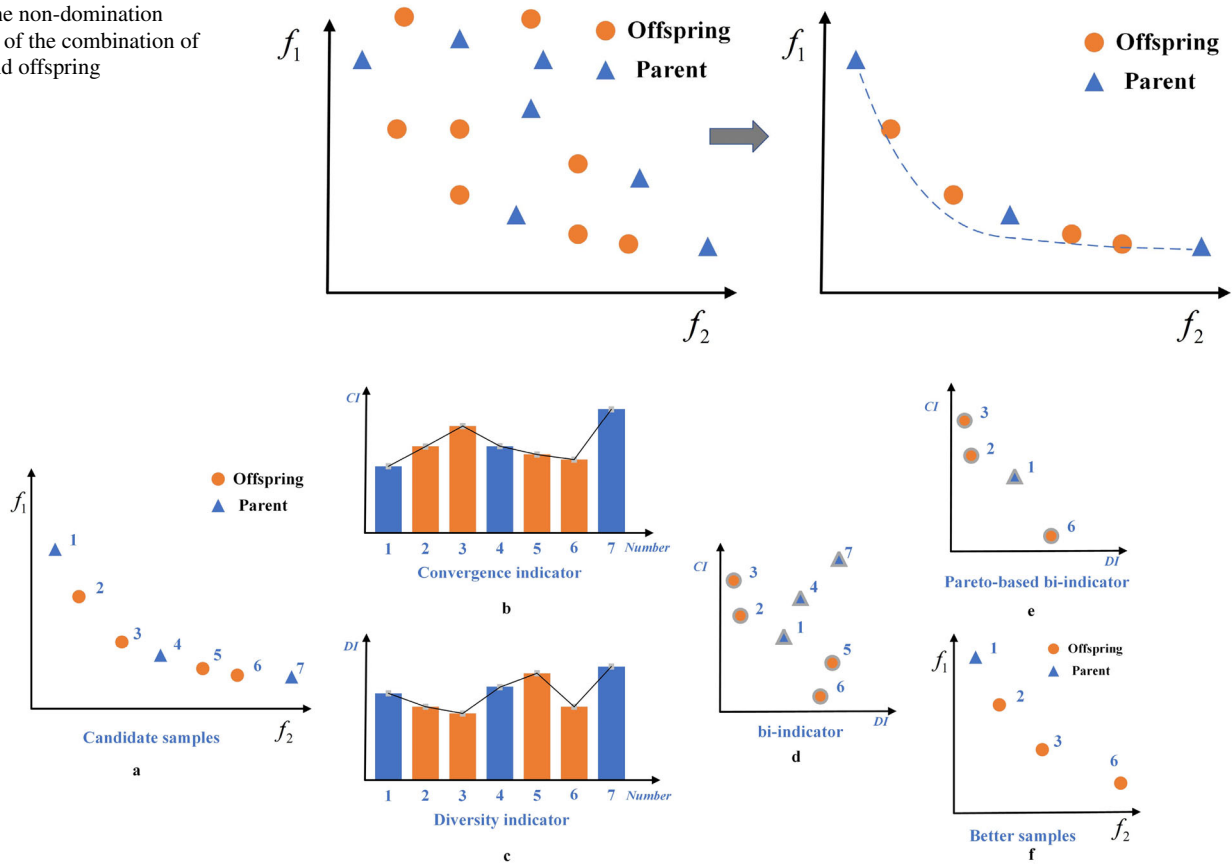 ne non-domination
of the combination of
nd offspring
f1
Offspring
Parent
f2
f1
Offspring
Parent
f2
f1
Offspring
Parent
1
2
3
4
5
6
7
f2
Candidate samples
a
CI
1 2 3 4 5 6 7 Number
Convergence indicator
b
DI
1 2 3 4 5 6 7 Number
Diversity indicator
c
CI
7
3
4
2
1
5
6
DI
bi-indicator
d
CI
3
2
1
6
DI
Pareto-based bi-indicator
e
f1
1
Offspring
Parent
2
3
6
f2
Better samples
f